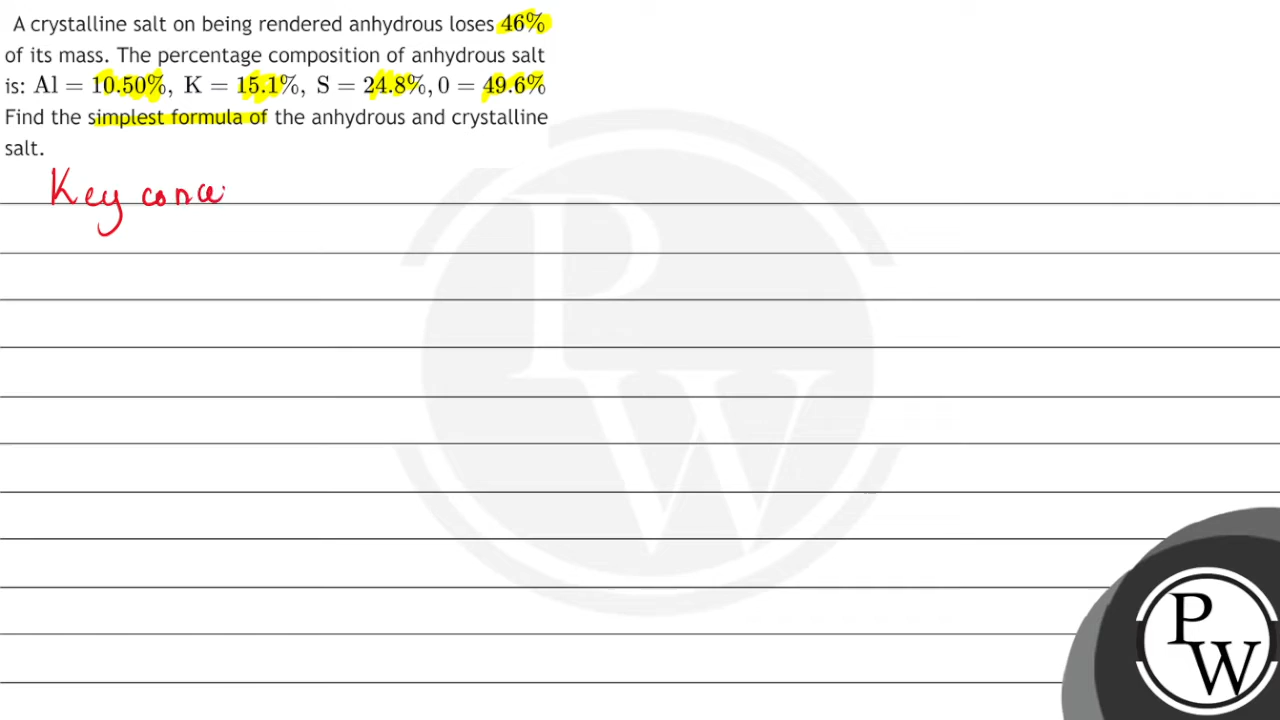 A crystalline salt on being rendered anhydrous loses 46%
of its mass. The percentage composition of anhydrous salt
is: Al = 10.50%, K = 15.1%, S = 24.8%, 0 = 49.6%
Find the simplest formula of the anhydrous and crystalline
salt.
Key conce
P
W
P
W